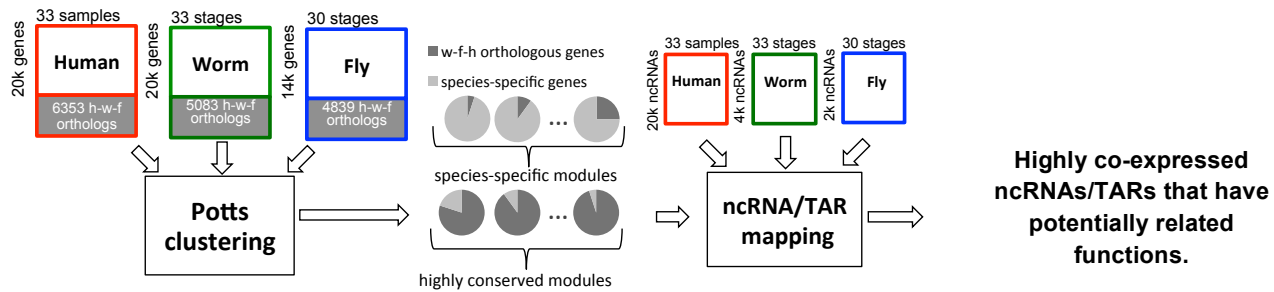 33 samples
20k genes
Human
6353 h-w-f
orthologs
33 stages
20k genes
Worm
5083 h-w-f
orthologs
30 stages
14k genes
Fly
4839 h-w-f
orthologs
Potts
clustering
w-f-h orthologous genes
species-specific genes
...
species-specific modules
...
highly conserved modules
33 samples
20k ncRNAs
Human
33 stages
4k ncRNAs
Worm
30 stages
2k ncRNAs
Fly
ncRNA/TAR
mapping
Highly co-expressed
ncRNAs/TARs that have
potentially related
functions.